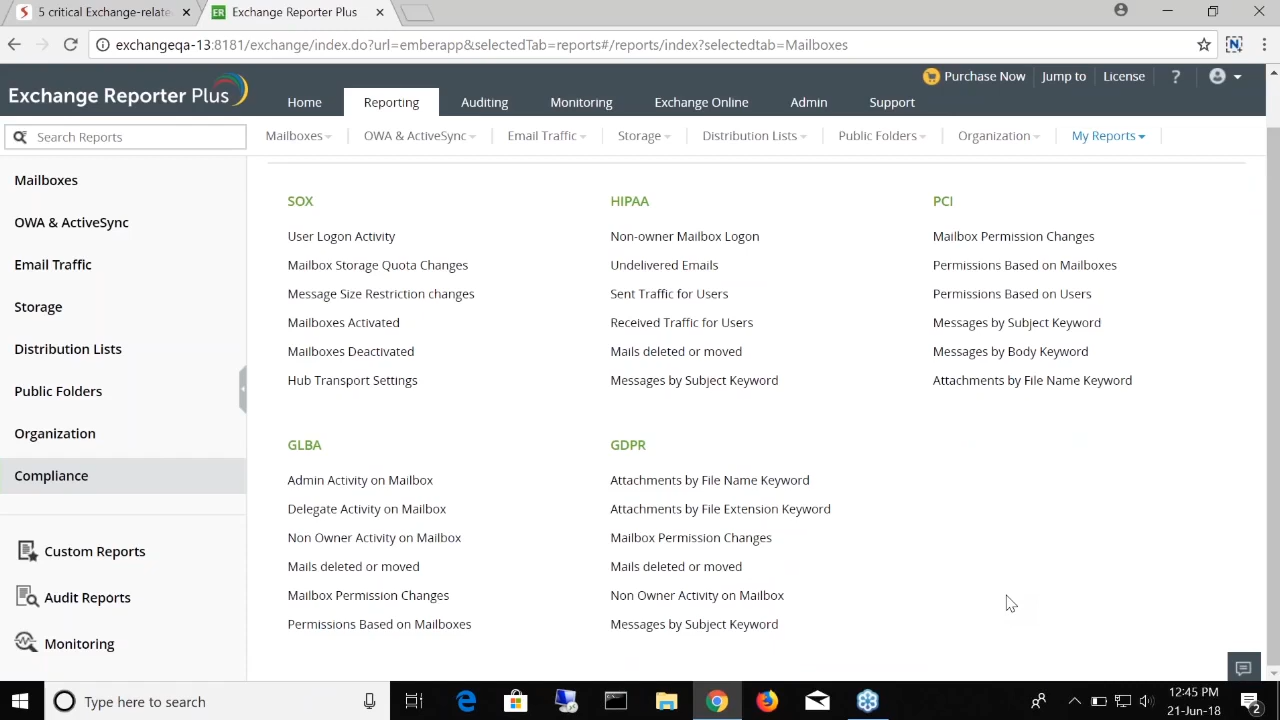 5 critical Exchange-relate
Exchange Reporter Plus
exchangeqa-13:8181/exchange/index.do?url=emberapp&selectedTab=reports#/reports/index?selectedtab=Mailboxes
Purchase Now
Jump to
License
?
Exchange Reporter Plus
Home
Reporting
Auditing
Monitoring
Exchange Online
Admin
Support
Search Reports
Mailboxes
OWA & ActiveSync
Email Traffic
Storage
Distribution Lists
Public Folders
Organization
My Reports
Mailboxes
OWA & ActiveSync
Email Traffic
Storage
Distribution Lists
Public Folders
Organization
Compliance
Custom Reports
Audit Reports
Monitoring
SOX
User Logon Activity
Mailbox Storage Quota Changes
Message Size Restriction changes
Mailboxes Activated
Mailboxes Deactivated
Hub Transport Settings
HIPAA
Non-owner Mailbox Logon
Undelivered Emails
Sent Traffic for Users
Received Traffic for Users
Mails deleted or moved
Messages by Subject Keyword
PCI
Mailbox Permission Changes
Permissions Based on Mailboxes
Permissions Based on Users
Messages by Subject Keyword
Messages by Body Keyword
Attachments by File Name Keyword
GLBA
Admin Activity on Mailbox
Delegate Activity on Mailbox
Non Owner Activity on Mailbox
Mails deleted or moved
Mailbox Permission Changes
Permissions Based on Mailboxes
GDPR
Attachments by File Name Keyword
Attachments by File Extension Keyword
Mailbox Permission Changes
Mails deleted or moved
Non Owner Activity on Mailbox
Messages by Subject Keyword
Type here to search
12:45 PM
21-Jun-18
2